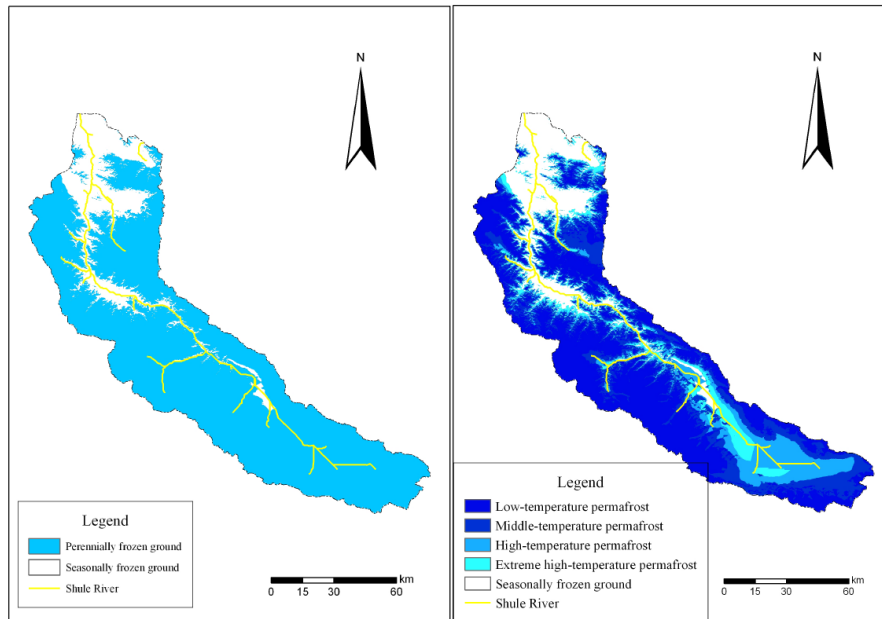 N
Legend
Perennially frozen ground
Seasonally frozen ground
Shule River
km
0 15 30 60
N
Legend
Low-temperature permafrost
Middle-temperature permafrost
High-temperature permafrost
Extreme high-temperature permafrost
Seasonally frozen ground
Shule River
km
0 15 30 60